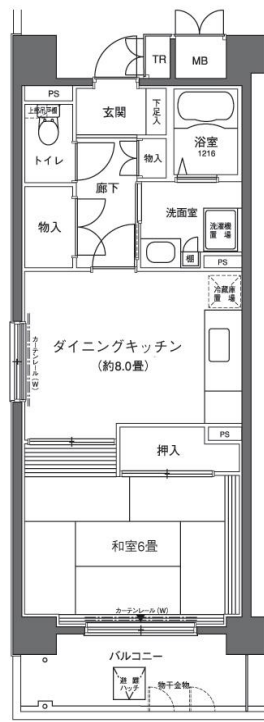 TR
MB
PS
上部吊戸棚
玄関
下足入
浴室
1216
トイレ
物入
廊下
物入
洗面室
洗濯機
置場
棚
PS
冷蔵庫
置場
カーテンレール(W)
ダイニングキッチン
(約8.0畳)
PS
押入
和室6畳
カーテンレール(W)
バルコニー
避難
ハッチ
物干金物